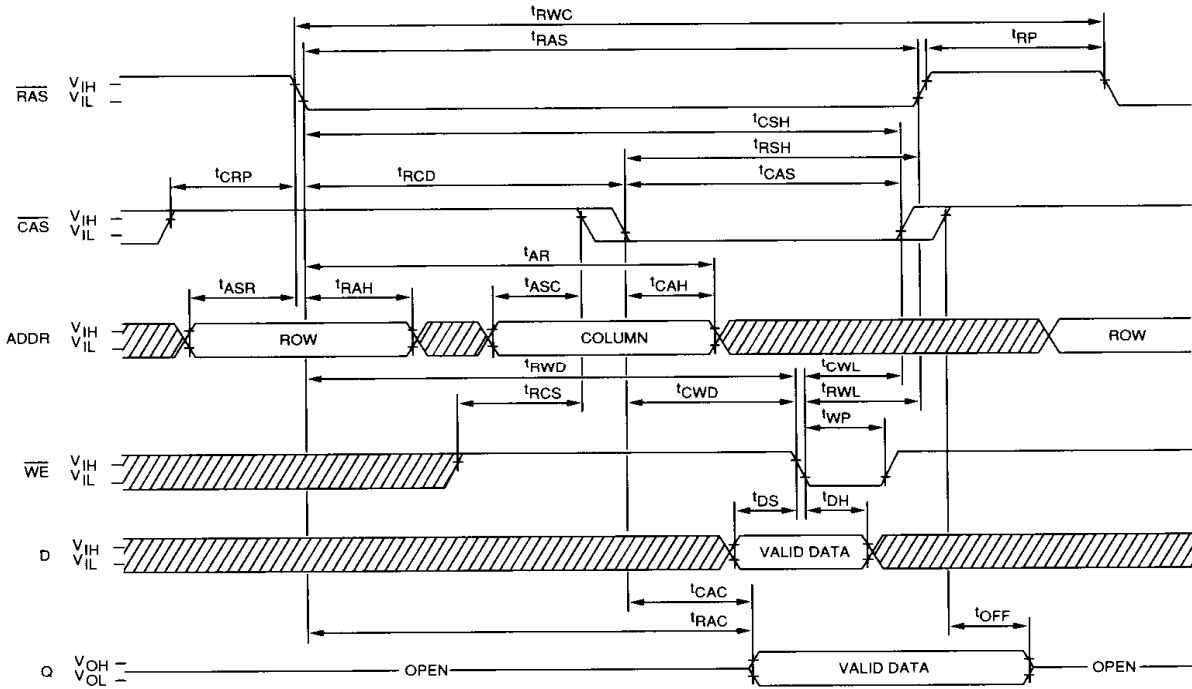 tRWC
tRAS
tRP
RAS VIH
VIL
tCSH
tRSH
tCRP
tRCD
tCAS
CAS VIH
VIL
tAR
tASR
tRAH
tASC
tCAH
ADDR VIH
VIL
ROW
COLUMN
ROW
tRWD
tCWL
tRCS
tCWD
tRWL
tWP
WE VIH
VIL
tDS
tDH
D VIH
VIL
VALID DATA
tCAC
tRAC
tOFF
Q VOH
VOL
OPEN
VALID DATA
OPEN